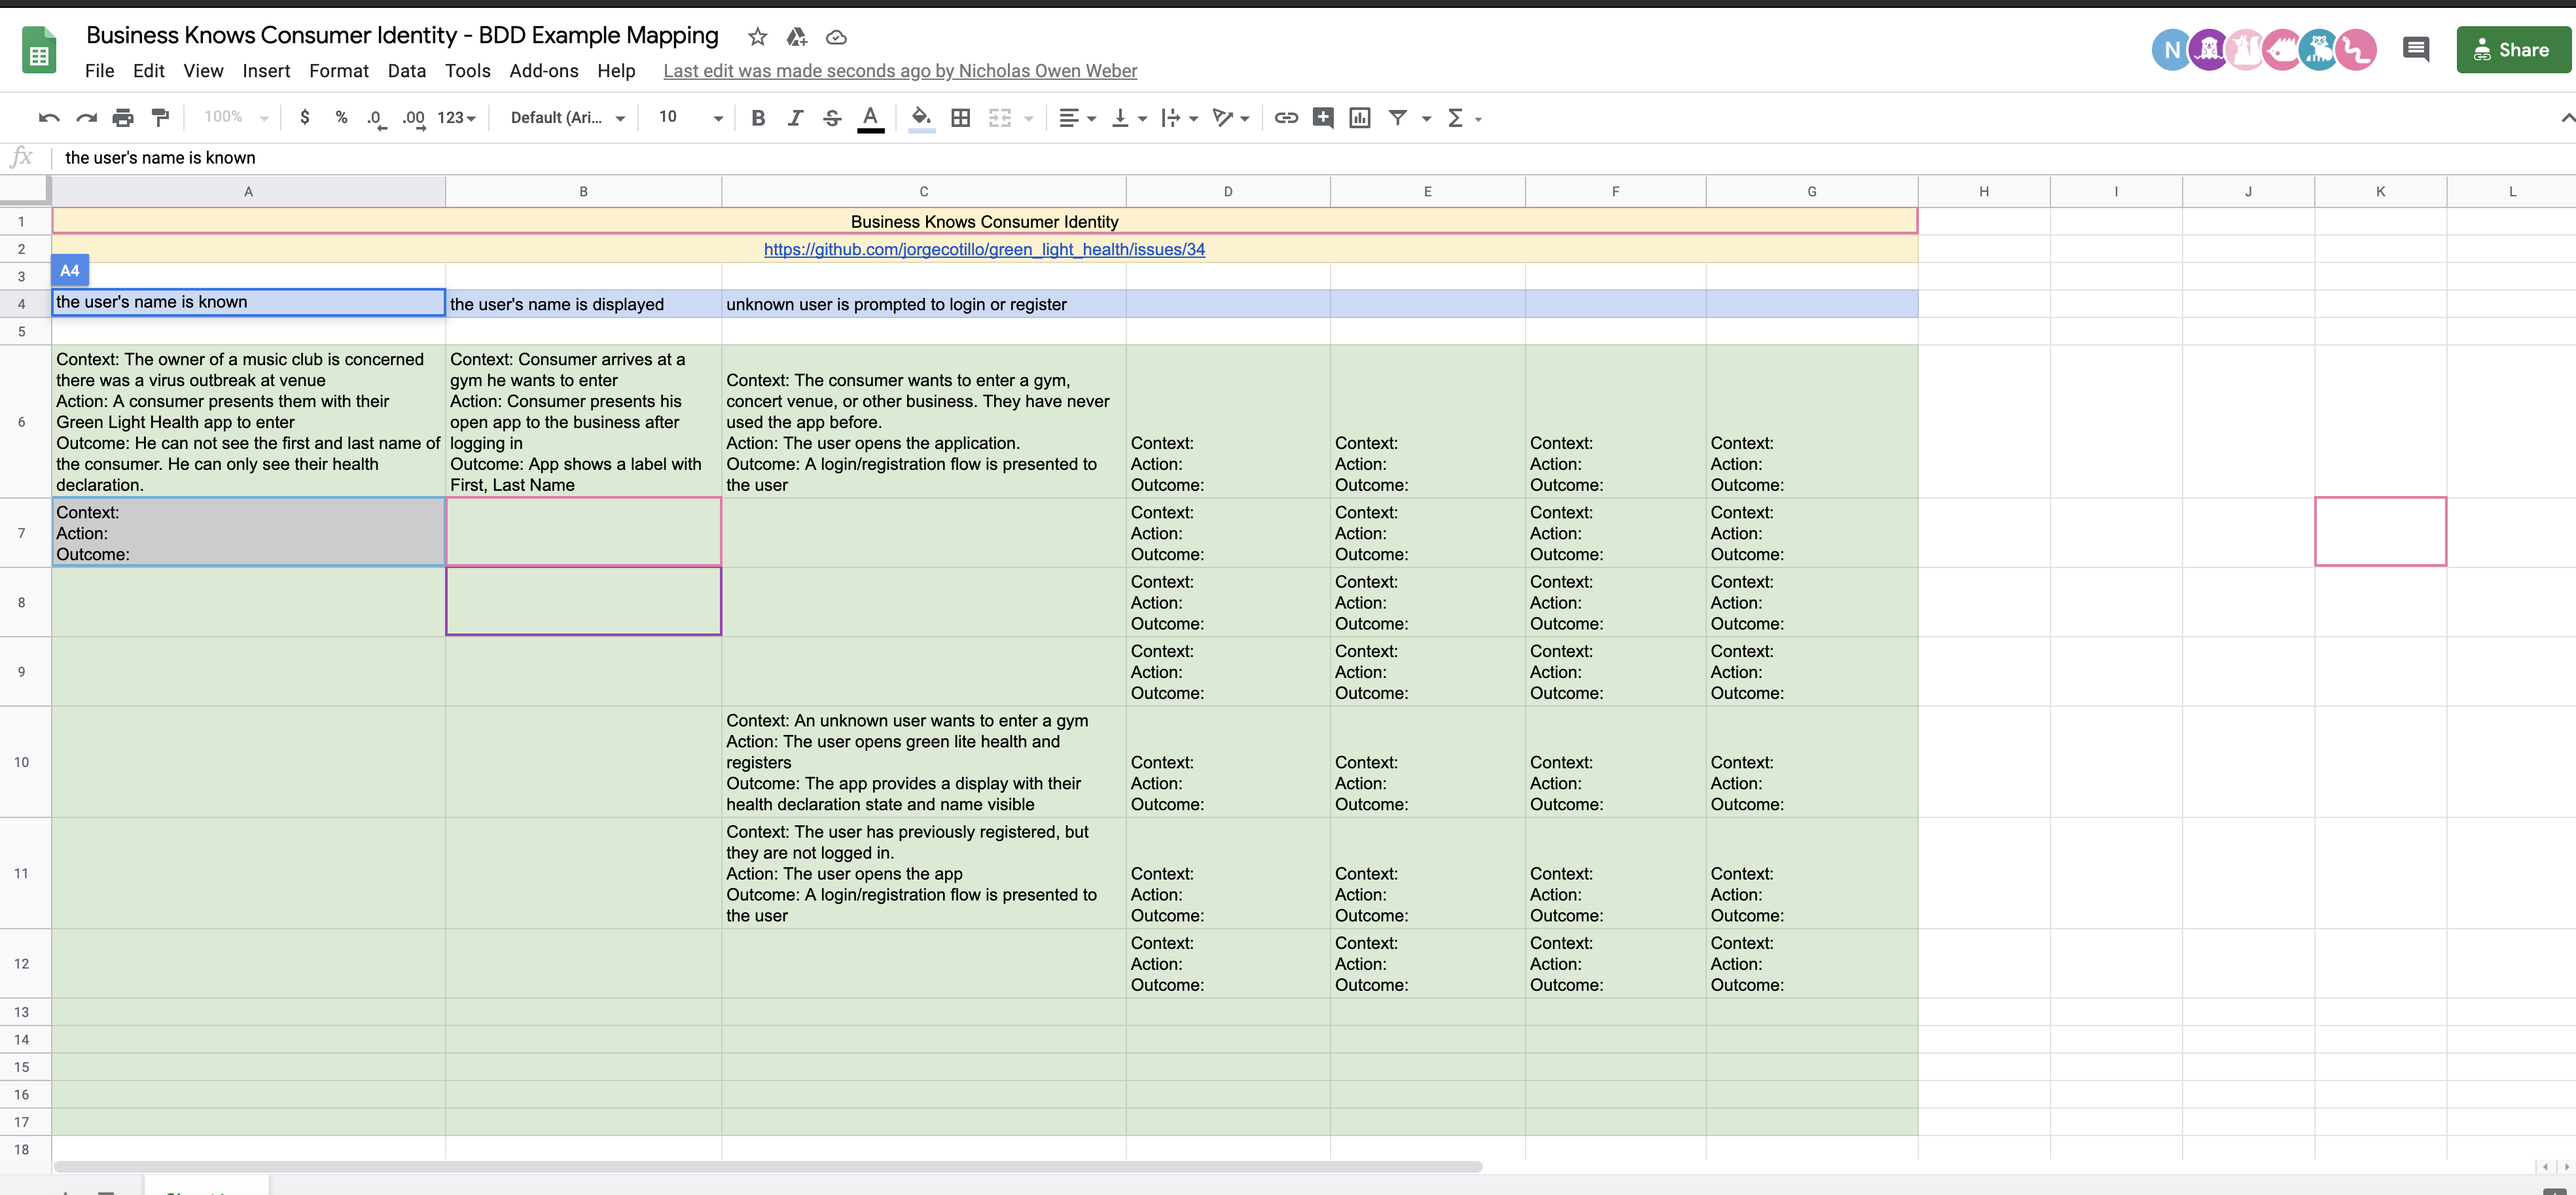 Business Knows Consumer Identity - BDD Example Mapping
File Edit View Insert Format Data Tools Add-ons Help Last edit was made seconds ago by Nicholas Owen Weber
N
Share
100% $ % .0 .00 123 Default (Ari... 10 B I S A
fx the user's name is known
A B C D E F G H I J K L
1 Business Knows Consumer Identity
2 https://github.com/jorgecotillo/green_light_health/issues/34
3
A4
4 the user's name is known the user's name is displayed unknown user is prompted to login or register
5
6
Context: The owner of a music club is concerned
there was a virus outbreak at venue
Action: A consumer presents them with their
Green Light Health app to enter
Outcome: He can not see the first and last name of
the consumer. He can only see their health
declaration.
Context: Consumer arrives at a
gym he wants to enter
Action: Consumer presents his
open app to the business after
logging in
Outcome: App shows a label with
First, Last Name
Context: The consumer wants to enter a gym,
concert venue, or other business. They have never
used the app before.
Action: The user opens the application.
Outcome: A login/registration flow is presented to
the user
Context: Context: Context: Context:
Action: Action: Action: Action:
Outcome: Outcome: Outcome: Outcome:
7
Context: Context: Context: Context: Context:
Action: Action: Action: Action: Action:
Outcome: Outcome: Outcome: Outcome: Outcome:
8
Context: Context: Context: Context:
Action: Action: Action: Action:
Outcome: Outcome: Outcome: Outcome:
9
Context: Context: Context: Context:
Action: Action: Action: Action:
Outcome: Outcome: Outcome: Outcome:
10
Context: An unknown user wants to enter a gym
Action: The user opens green lite health and
registers
Outcome: The app provides a display with their
health declaration state and name visible
Context: Context: Context: Context:
Action: Action: Action: Action:
Outcome: Outcome: Outcome: Outcome:
11
Context: The user has previously registered, but
they are not logged in.
Action: The user opens the app
Outcome: A login/registration flow is presented to
the user
Context: Context: Context: Context:
Action: Action: Action: Action:
Outcome: Outcome: Outcome: Outcome:
12
Context: Context: Context: Context:
Action: Action: Action: Action:
Outcome: Outcome: Outcome: Outcome:
13
14
15
16
17
18